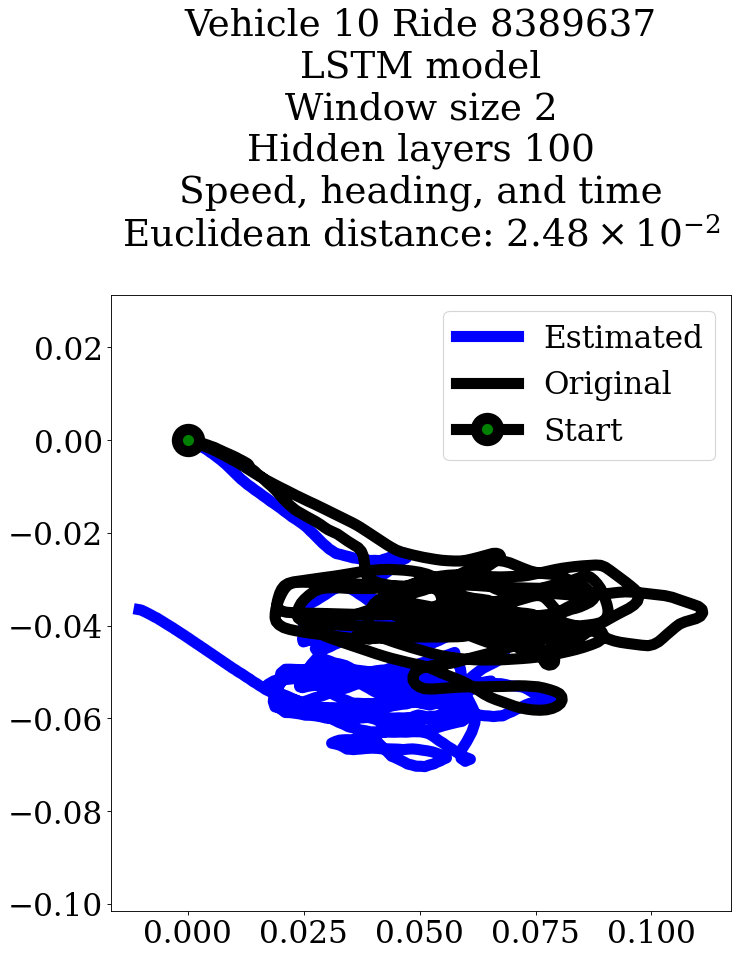 Vehicle 10 Ride 8389637
LSTM model
Window size 2
Hidden layers 100
Speed, heading, and time
Euclidean distance: 2.48 × 10⁻²
Estimated
Original
Start
0.02
0.00
−0.02
−0.04
−0.06
−0.08
−0.10
0.000 0.025 0.050 0.075 0.100